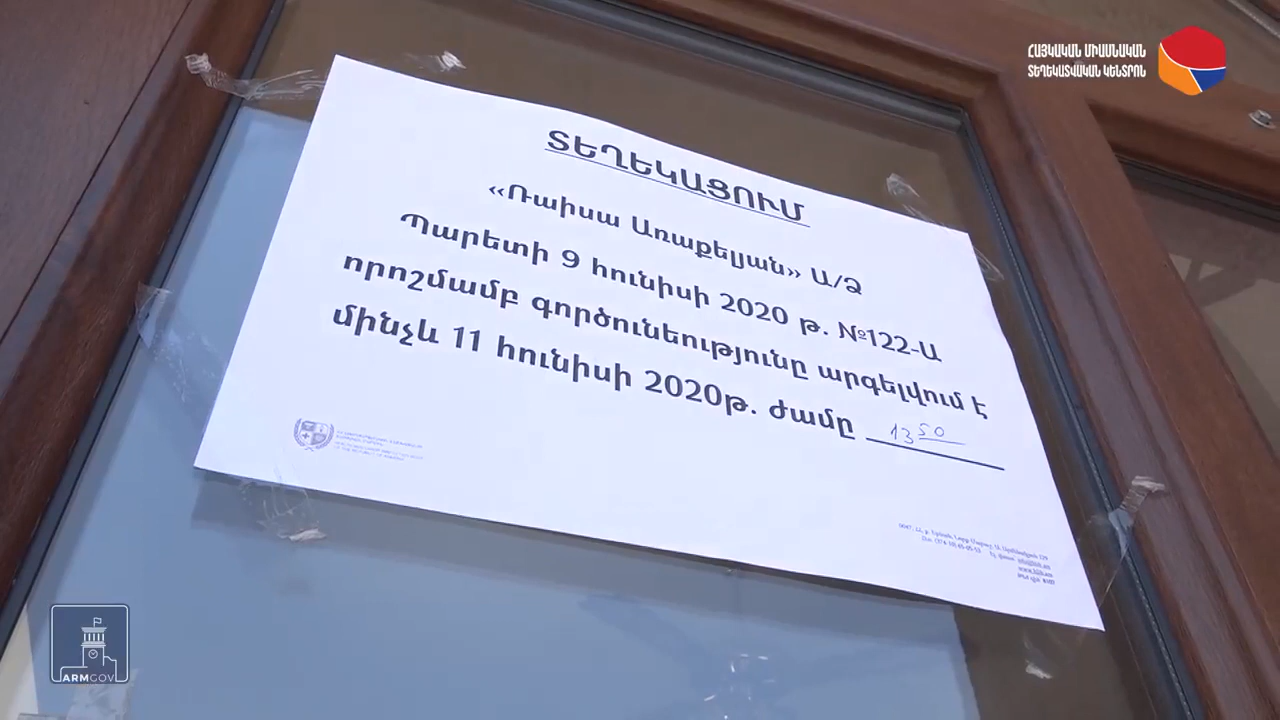 ՀԱՅԿԱԿԱՆ ՄԻԱՍՆԱԿԱՆ
ՏԵՂԵԿԱՏՎԱԿԱՆ ԿԵՆՏՐՈՆ
ՏԵՂԵԿԱՑՈՒՄ
‹‹Ռաիսա Առաքելյան›› Ա/Ձ
Պարետի 9 հունիսի 2020 թ. №122-Ա
որոշմամբ գործունեությունը արգելվում է
մինչև 11 հունիսի 2020թ. ժամը 13 50
ARMGOV